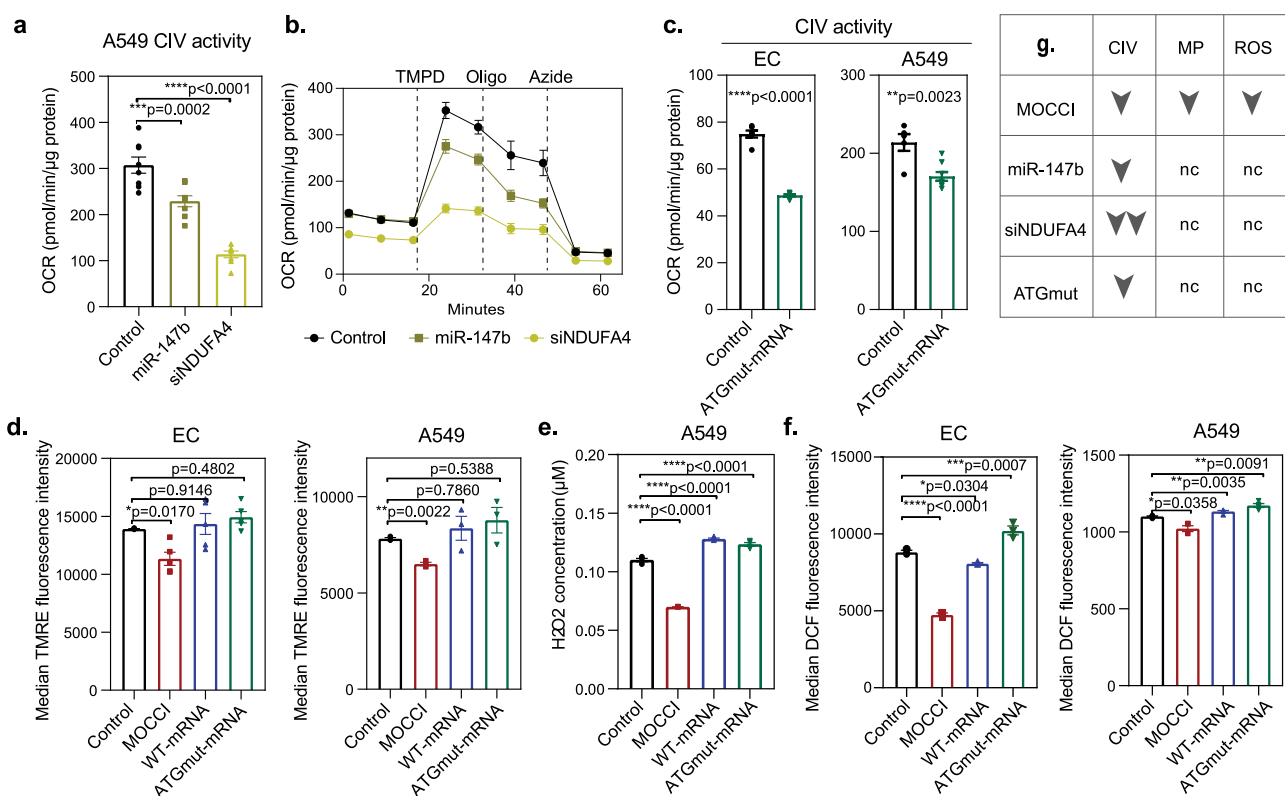 a
A549 CIV activity
OCR (pmol/min/µg protein)
500
400
300
200
100
0
****p<0.0001
***p=0.0002
Control
miR-147b
siNDUFA4
b.
TMPD Oligo Azide
OCR (pmol/min/µg protein)
400
300
200
100
0
0 20 40 60
Minutes
Control miR-147b siNDUFA4
c.
CIV activity
EC
OCR (pmol/min/µg protein)
80
60
40
20
0
****p<0.0001
Control
ATGmut-mRNA
A549
300
200
100
0
**p=0.0023
Control
ATGmut-mRNA
g. CIV MP ROS
MOCCI
miR-147b nc nc
siNDUFA4 nc nc
ATGmut nc nc
d.
EC
Median TMRE fluorescence intensity
20000
15000
10000
5000
0
p=0.4802
p=0.9146
*p=0.0170
Control
MOCCI
WT-mRNA
ATGmut-mRNA
A549
Median TMRE fluorescence intensity
10000
5000
0
p=0.5388
p=0.7860
**p=0.0022
Control
MOCCI
WT-mRNA
ATGmut-mRNA
e.
A549
H2O2 concentration(µM)
0.20
0.15
0.10
0.05
0.00
****p<0.0001
****p<0.0001
****p<0.0001
Control
MOCCI
WT-mRNA
ATGmut-mRNA
f.
EC
Median DCF fluorescence intensity
15000
10000
5000
0
***p=0.0007
*p=0.0304
****p<0.0001
Control
MOCCI
WT-mRNA
ATGmut-mRNA
A549
Median DCF fluorescence intensity
1500
1000
500
0
**p=0.0091
**p=0.0035
*p=0.0358
Control
MOCCI
WT-mRNA
ATGmut-mRNA